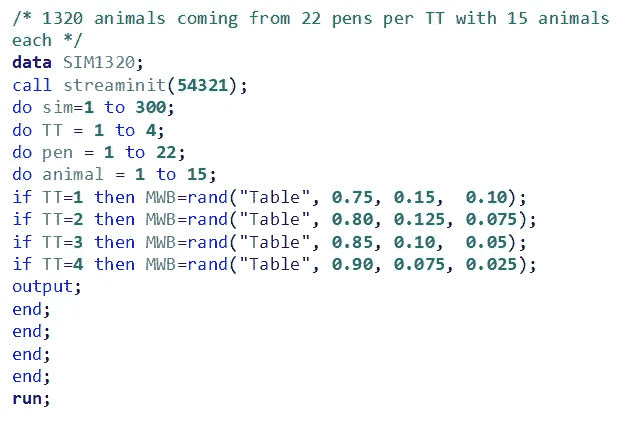 /* 1320 animals coming from 22 pens per TT with 15 animals
each */
data SIM1320;
call streaminit(54321);
do sim=1 to 300;
do TT = 1 to 4;
do pen = 1 to 22;
do animal = 1 to 15;
if TT=1 then MWB=rand("Table", 0.75, 0.15,  0.10);
if TT=2 then MWB=rand("Table", 0.80, 0.125, 0.075);
if TT=3 then MWB=rand("Table", 0.85, 0.10,  0.05);
if TT=4 then MWB=rand("Table", 0.90, 0.075, 0.025);
output;
end;
end;
end;
end;
run;